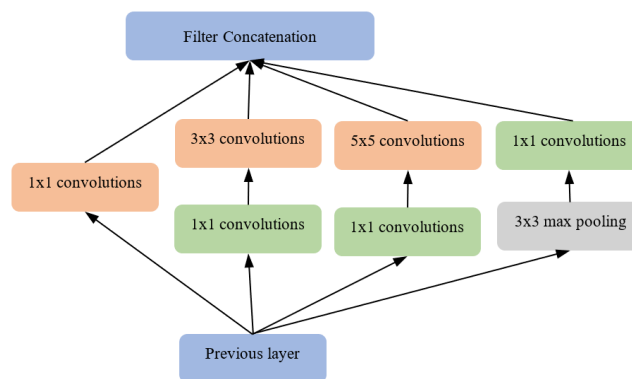 Filter Concatenation
3x3 convolutions
5x5 convolutions
1x1 convolutions
1x1 convolutions
1x1 convolutions
1x1 convolutions
3x3 max pooling
Previous layer